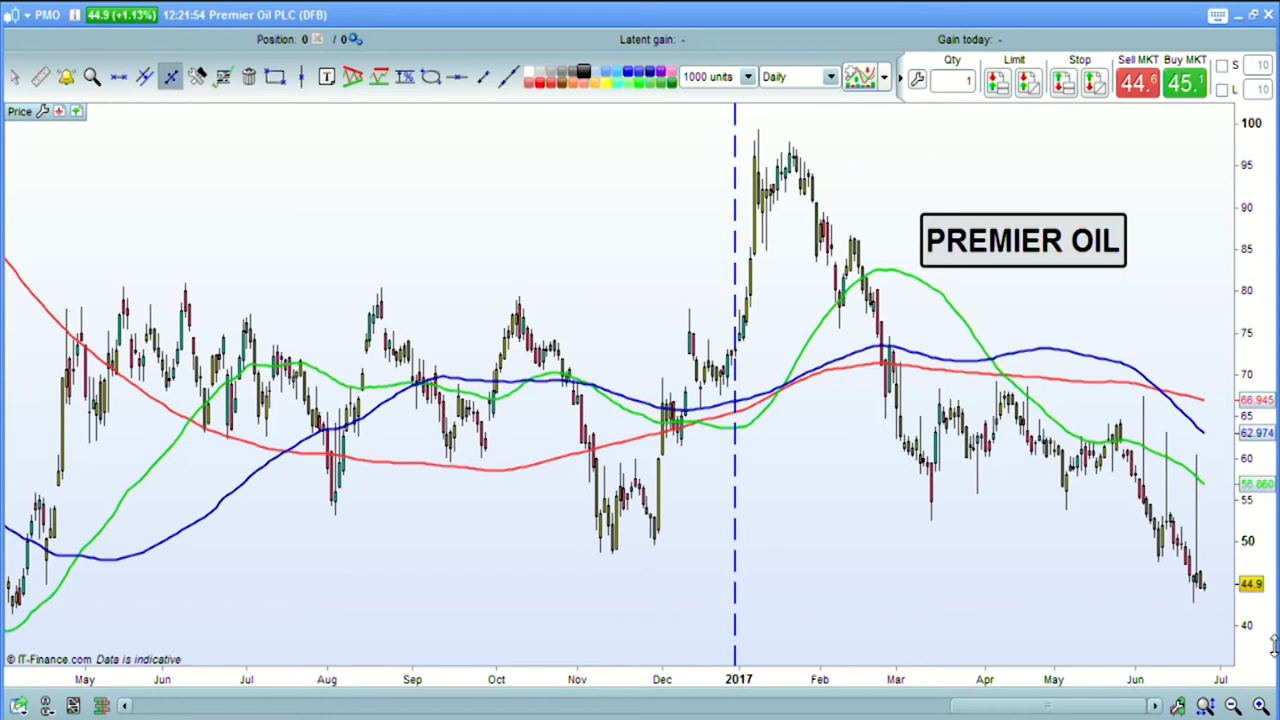 PMO 44.9 (+1.13%) 12:21:54 Premier Oil PLC (DFB)
Position: 0 / 0 Latent gain: - Gain today: -
1000 units Daily Qty 1 Limit Stop Sell MKT 44.6 Buy MKT 45.1 S 10
L 10
Price
100
95
90
PREMIER OIL
85
80
75
70
66.945
65
62.974
60
56.860
55
50
44.9
40
© IT-Finance.com Data is indicative
May Jun Jul Aug Sep Oct Nov Dec 2017 Feb Mar Apr May Jun Jul